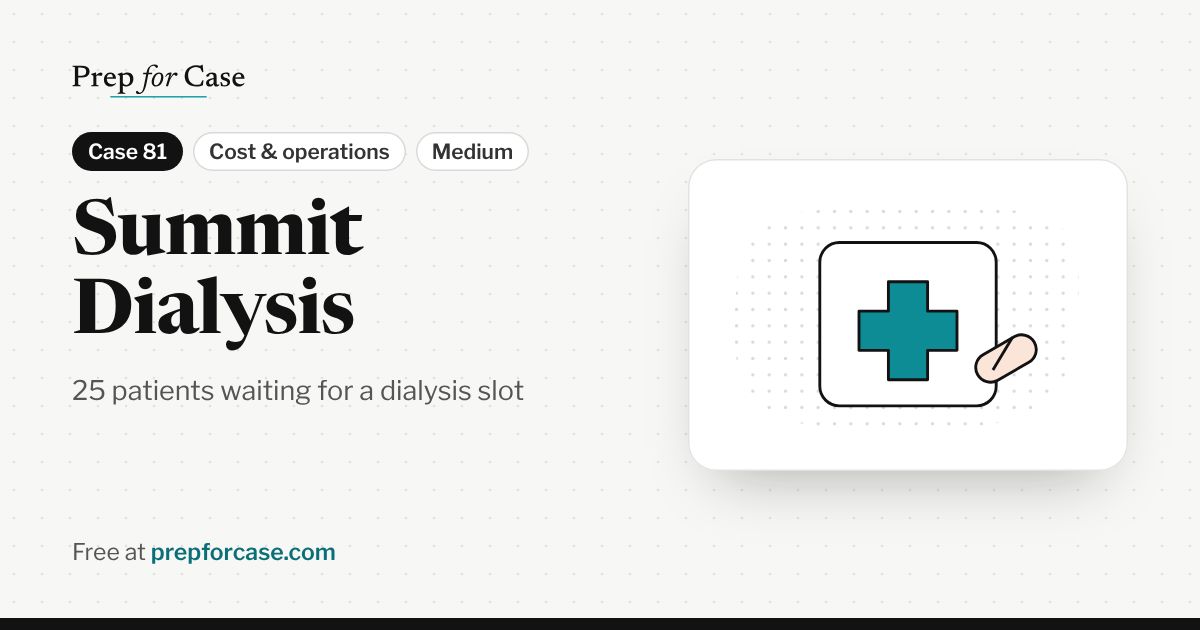 Prep for Case
Case 81
Cost & operations
Medium
Summit
Dialysis
25 patients waiting for a dialysis slot
Free at prepforcase.com